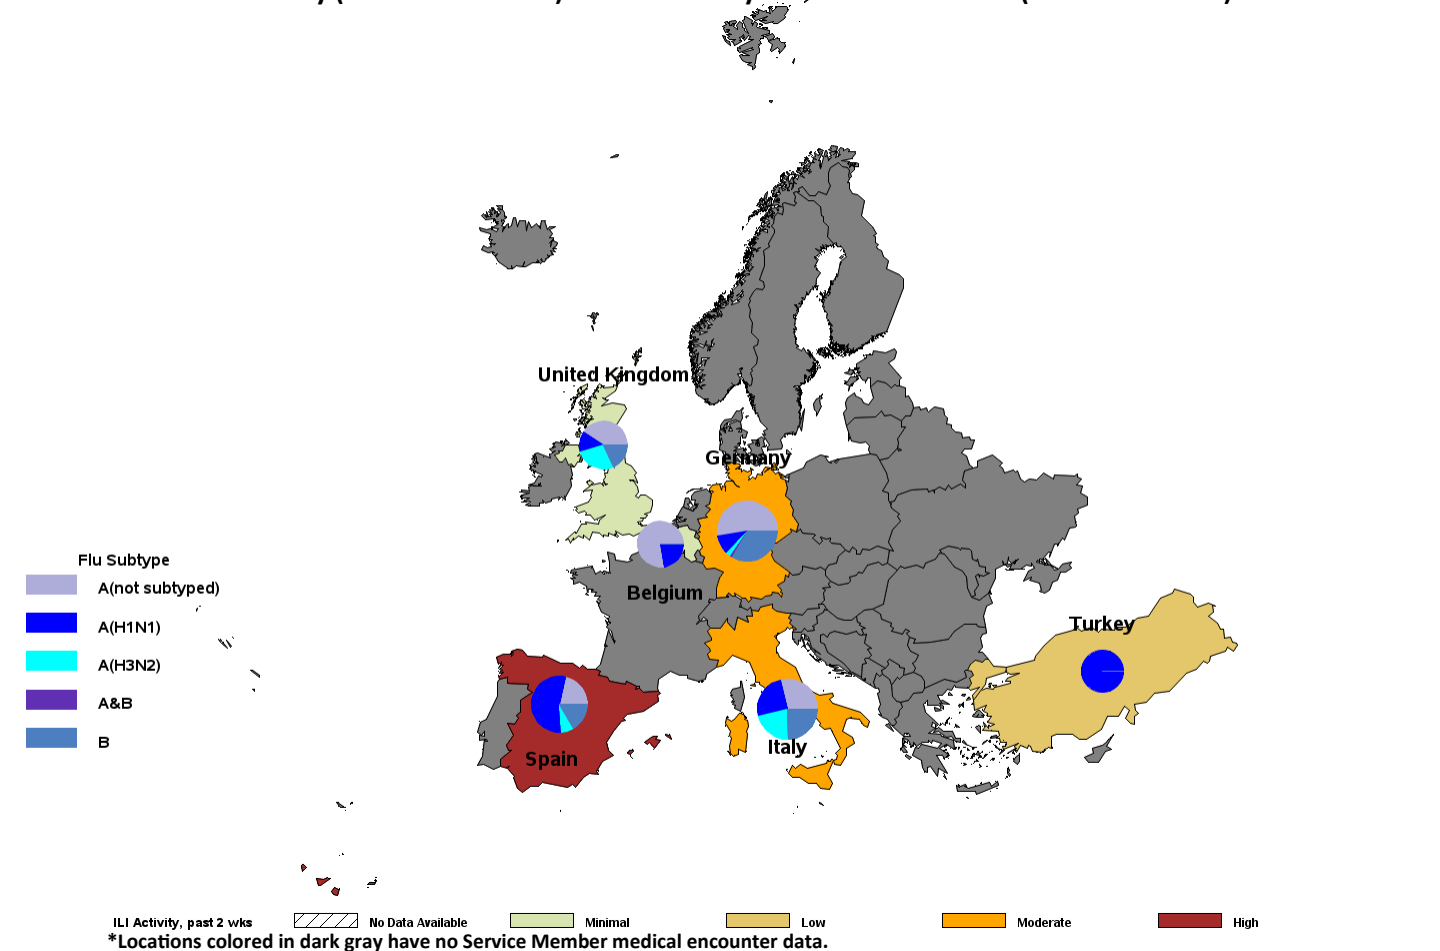 United Kingdom
Germany
Belgium
Turkey
Spain
Italy
Flu Subtype
A(not subtyped)
A(H1N1)
A(H3N2)
A&B
B
ILI Activity, past 2 wks No Data Available Minimal Low Moderate High
*Locations colored in dark gray have no Service Member medical encounter data.